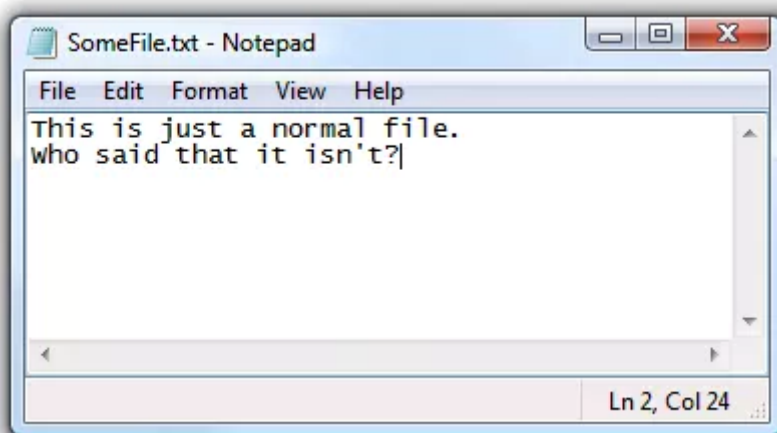 SomeFile.txt - Notepad
File Edit Format View Help
This is just a normal file.
Who said that it isn't?
Ln 2, Col 24